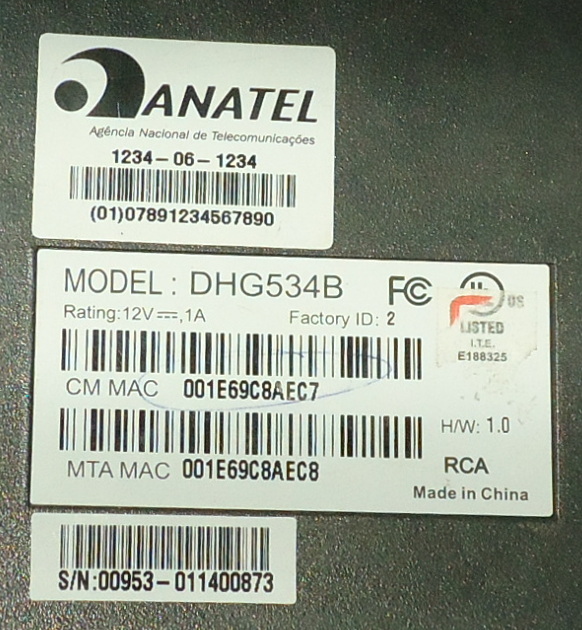 ANATEL
Agência Nacional de Telecomunicações
1234-06-1234
(01)07891234567890
MODEL: DHG534B FC UL US
Rating:12V⎓,1A Factory ID: 2
LISTED
I.T.E.
E188325
CM MAC 001E69C8AEC7
H/W: 1.0
MTA MAC 001E69C8AEC8
RCA
Made in China
S/N:00953-011400873